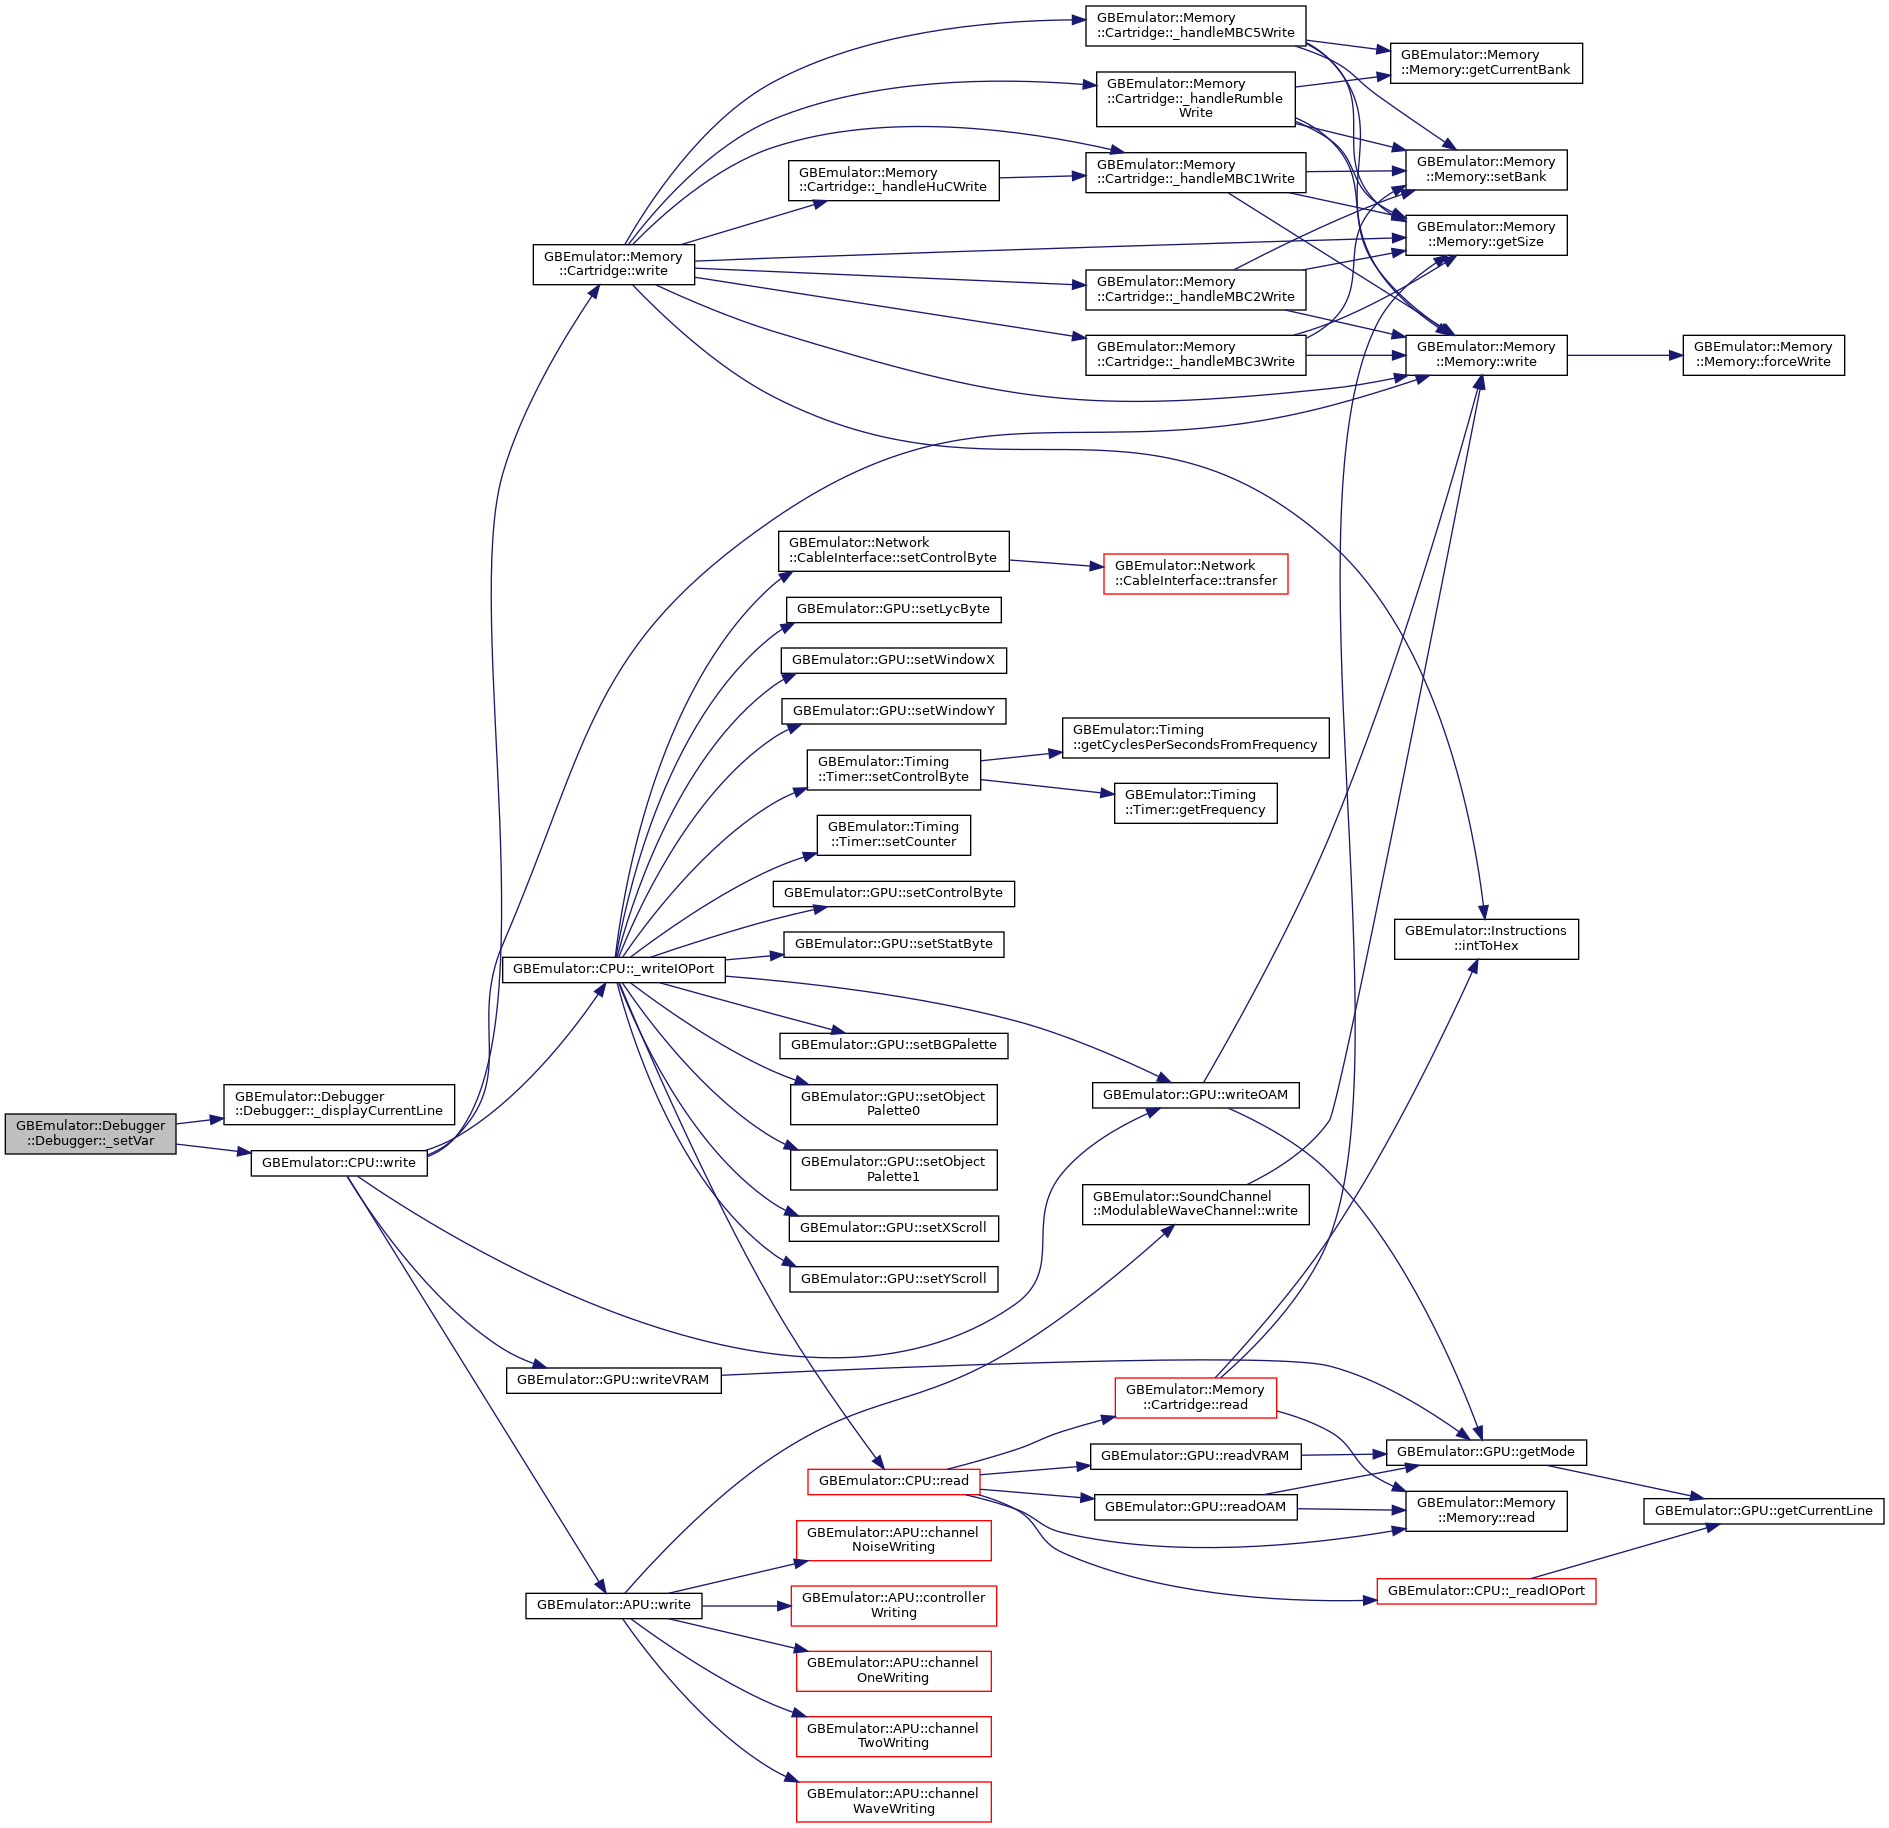 GBEmulator::Debugger
::Debugger::_setVar
GBEmulator::Debugger
::Debugger::_displayCurrentLine
GBEmulator::CPU::write
GBEmulator::Memory
::Cartridge::write
GBEmulator::CPU::_writeIOPort
GBEmulator::GPU::writeVRAM
GBEmulator::APU::write
GBEmulator::Memory
::Cartridge::_handleHuCWrite
GBEmulator::Network
::CableInterface::setControlByte
GBEmulator::GPU::setLycByte
GBEmulator::GPU::setWindowX
GBEmulator::GPU::setWindowY
GBEmulator::Timing
::Timer::setControlByte
GBEmulator::Timing
::Timer::setCounter
GBEmulator::GPU::setControlByte
GBEmulator::GPU::setStatByte
GBEmulator::GPU::setBGPalette
GBEmulator::GPU::setObject
Palette0
GBEmulator::GPU::setObject
Palette1
GBEmulator::GPU::setXScroll
GBEmulator::GPU::setYScroll
GBEmulator::CPU::read
GBEmulator::APU::channel
NoiseWriting
GBEmulator::APU::controller
Writing
GBEmulator::APU::channel
OneWriting
GBEmulator::APU::channel
TwoWriting
GBEmulator::APU::channel
WaveWriting
GBEmulator::Memory
::Cartridge::_handleMBC5Write
GBEmulator::Memory
::Cartridge::_handleRumble
Write
GBEmulator::Memory
::Cartridge::_handleMBC1Write
GBEmulator::Memory
::Cartridge::_handleMBC2Write
GBEmulator::Memory
::Cartridge::_handleMBC3Write
GBEmulator::Network
::CableInterface::transfer
GBEmulator::Timing
::getCyclesPerSecondsFromFrequency
GBEmulator::Timing
::Timer::getFrequency
GBEmulator::GPU::writeOAM
GBEmulator::SoundChannel
::ModulableWaveChannel::write
GBEmulator::Memory
::Cartridge::read
GBEmulator::GPU::readVRAM
GBEmulator::GPU::readOAM
GBEmulator::Memory
::Memory::getCurrentBank
GBEmulator::Memory
::Memory::setBank
GBEmulator::Memory
::Memory::getSize
GBEmulator::Memory
::Memory::write
GBEmulator::Instructions
::intToHex
GBEmulator::GPU::getMode
GBEmulator::Memory
::Memory::read
GBEmulator::CPU::_readIOPort
GBEmulator::Memory
::Memory::forceWrite
GBEmulator::GPU::getCurrentLine